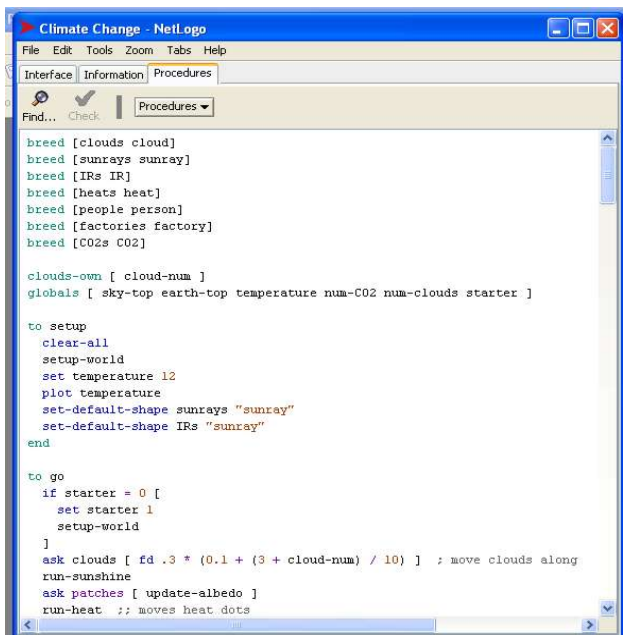 Climate Change - NetLogo
File Edit Tools Zoom Tabs Help
Interface Information Procedures
Find... Check Procedures
breed [clouds cloud]
breed [sunrays sunray]
breed [IRs IR]
breed [heats heat]
breed [people person]
breed [factories factory]
breed [CO2s CO2]
clouds-own [ cloud-num ]
globals [ sky-top earth-top temperature num-CO2 num-clouds starter ]
to setup
clear-all
setup-world
set temperature 12
plot temperature
set-default-shape sunrays "sunray"
set-default-shape IRs "sunray"
end
to go
if starter = 0 [
set starter 1
setup-world
]
ask clouds [ fd .3 * (0.1 + (3 + cloud-num) / 10) ] ; move clouds along
run-sunshine
ask patches [ update-albedo ]
run-heat ;; moves heat dots